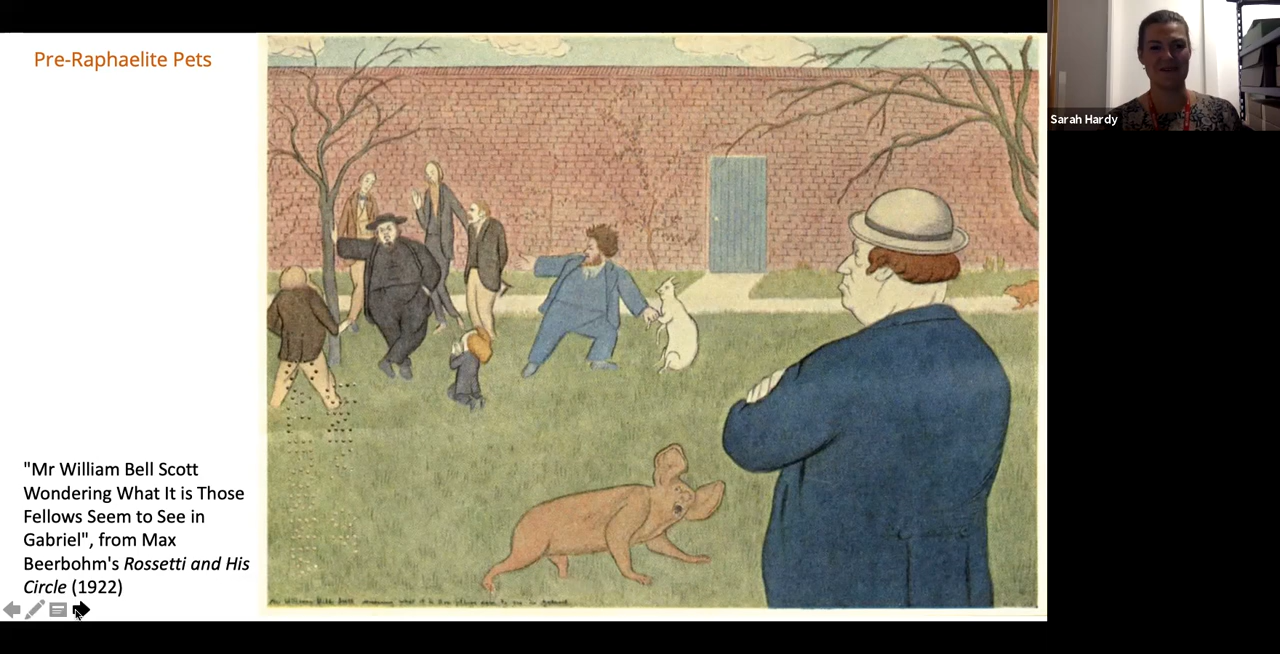 Pre-Raphaelite Pets
"Mr William Bell Scott
Wondering What It is Those
Fellows Seem to See in
Gabriel", from Max
Beerbohm's Rossetti and His
Circle (1922)
Sarah Hardy